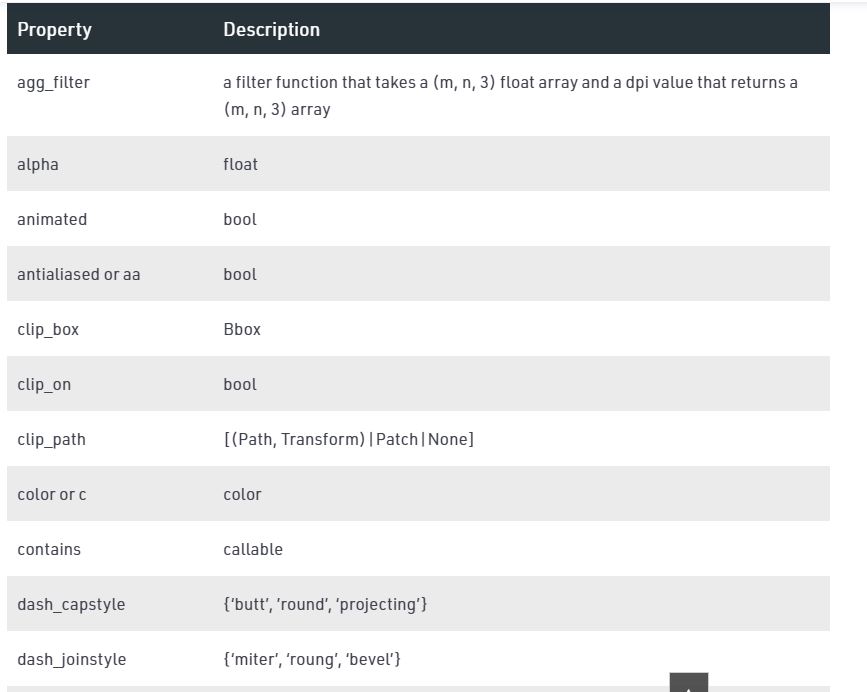 Property Description
agg_filter a filter function that takes a (m, n, 3) float array and a dpi value that returns a
(m, n, 3) array
alpha float
animated bool
antialiased or aa bool
clip_box Bbox
clip_on bool
clip_path [(Path, Transform)|Patch|None]
color or c color
contains callable
dash_capstyle {‘butt’, ’round’, ‘projecting’}
dash_joinstyle {‘miter’, ‘roung’, ‘bevel’}